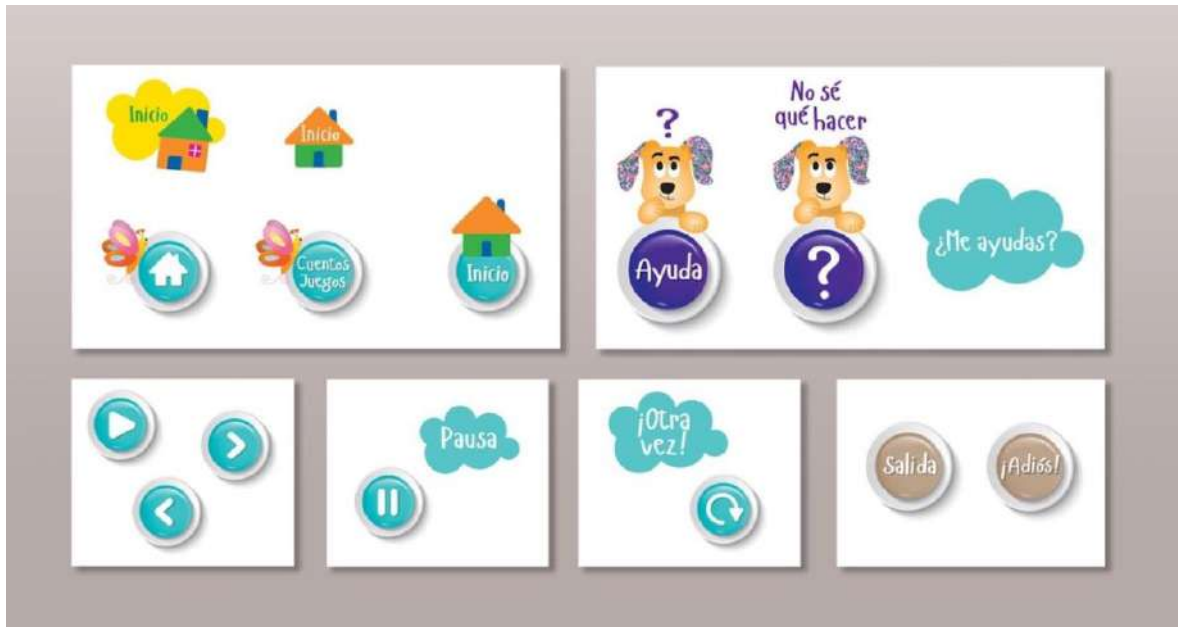 Inicio
Inicio
Cuentos
Juegos
Inicio
?
No sé
qué hacer
Ayuda
?
¿Me ayudas?
Pausa
¡Otra
vez!
Salida
¡Adiós!